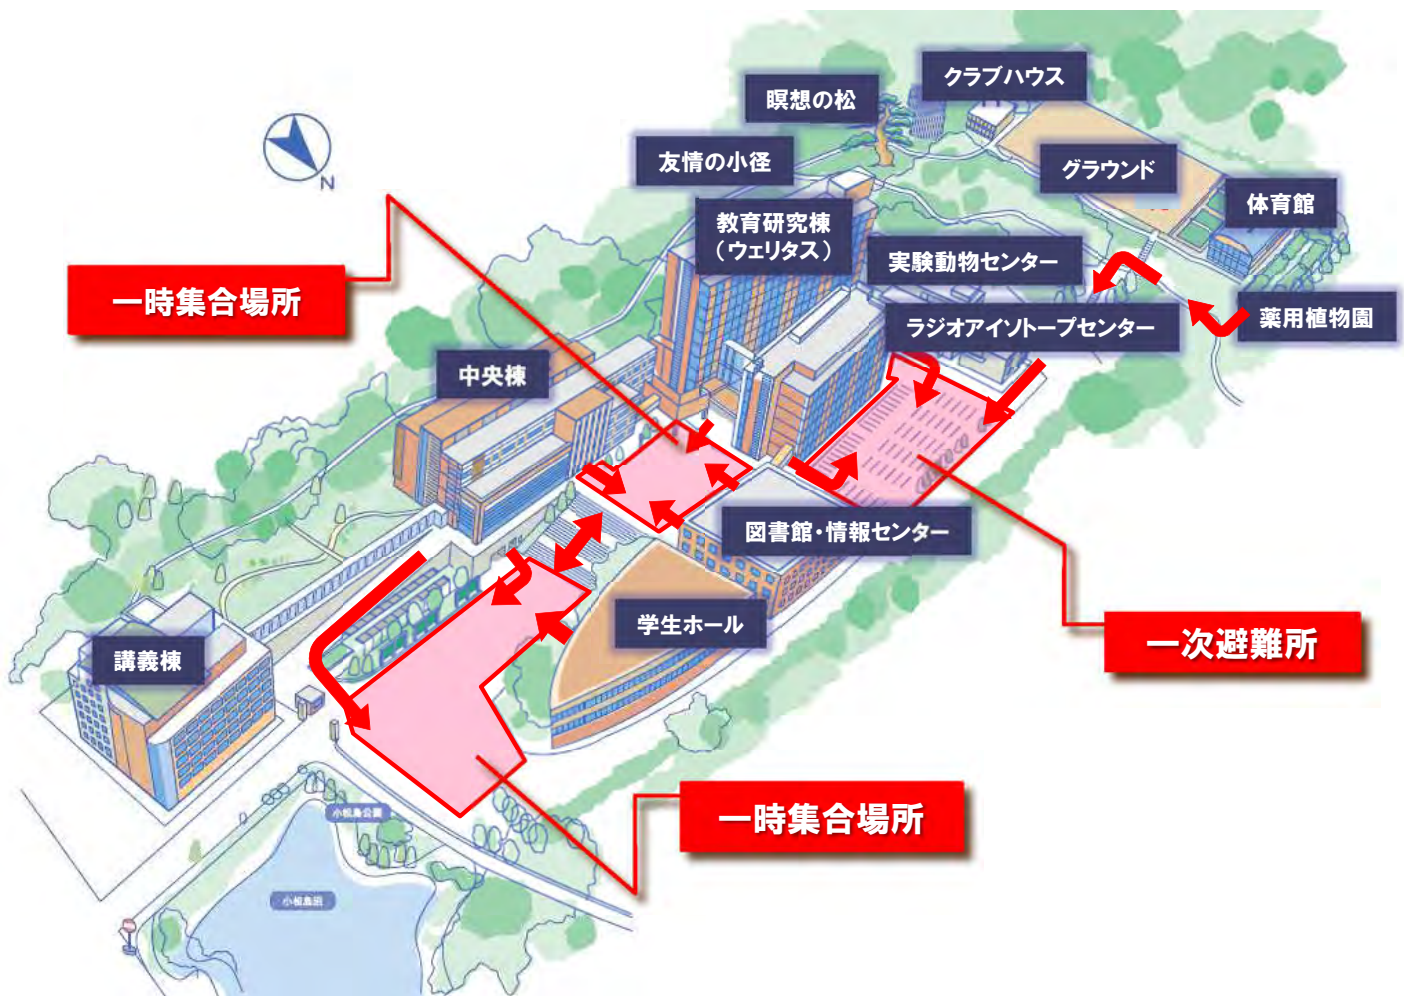 クラブハウス
瞑想の松
友情の小径
グラウンド
体育館
教育研究棟
（ウェリタス）
実験動物センター
N
一時集合場所
ラジオアイソトープセンター
薬用植物園
中央棟
図書館・情報センター
学生ホール
一次避難所
講義棟
一時集合場所
小松島公園